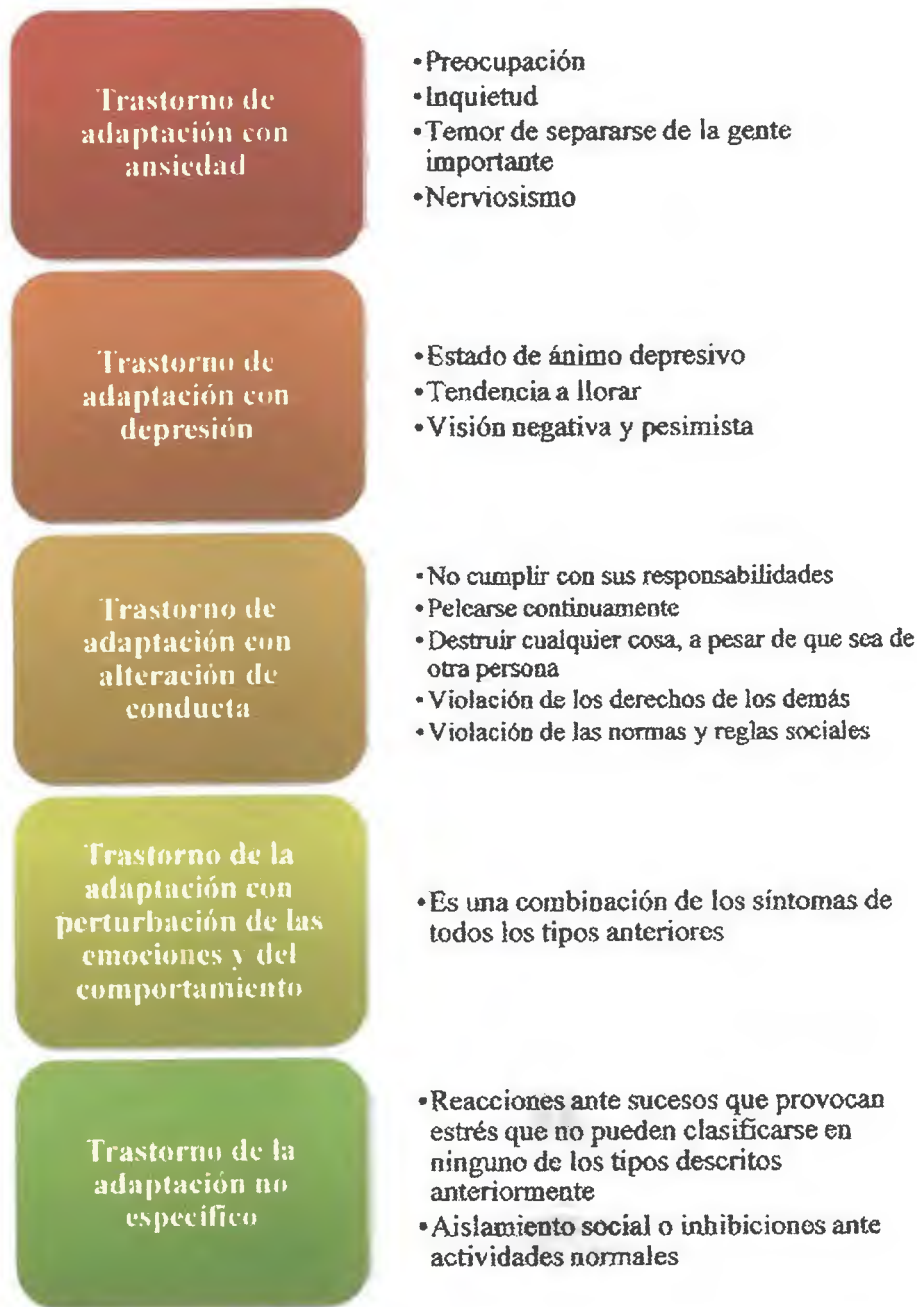 Trastorno de
adaptación con
ansiedad
•Preocupación
•Inquietud
•Temor de separarse de la gente
importante
•Nerviosismo
Trastorno de
adaptación con
depresión
•Estado de ánimo depresivo
•Tendencia a llorar
•Visión negativa y pesimista
Trastorno de
adaptación con
alteración de
conducta
•No cumplir con sus responsabilidades
•Pelearse continuamente
•Destruir cualquier cosa, a pesar de que sea de
otra persona
•Violación de los derechos de los demás
•Violación de las normas y reglas sociales
Trastorno de la
adaptación con
perturbación de las
emociones y del
comportamiento
•Es una combinación de los síntomas de
todos los tipos anteriores
Trastorno de la
adaptación no
específico
•Reacciones ante sucesos que provocan
estrés que no pueden clasificarse en
ninguno de los tipos descritos
anteriormente
•Aislamiento social o inhibiciones ante
actividades normales